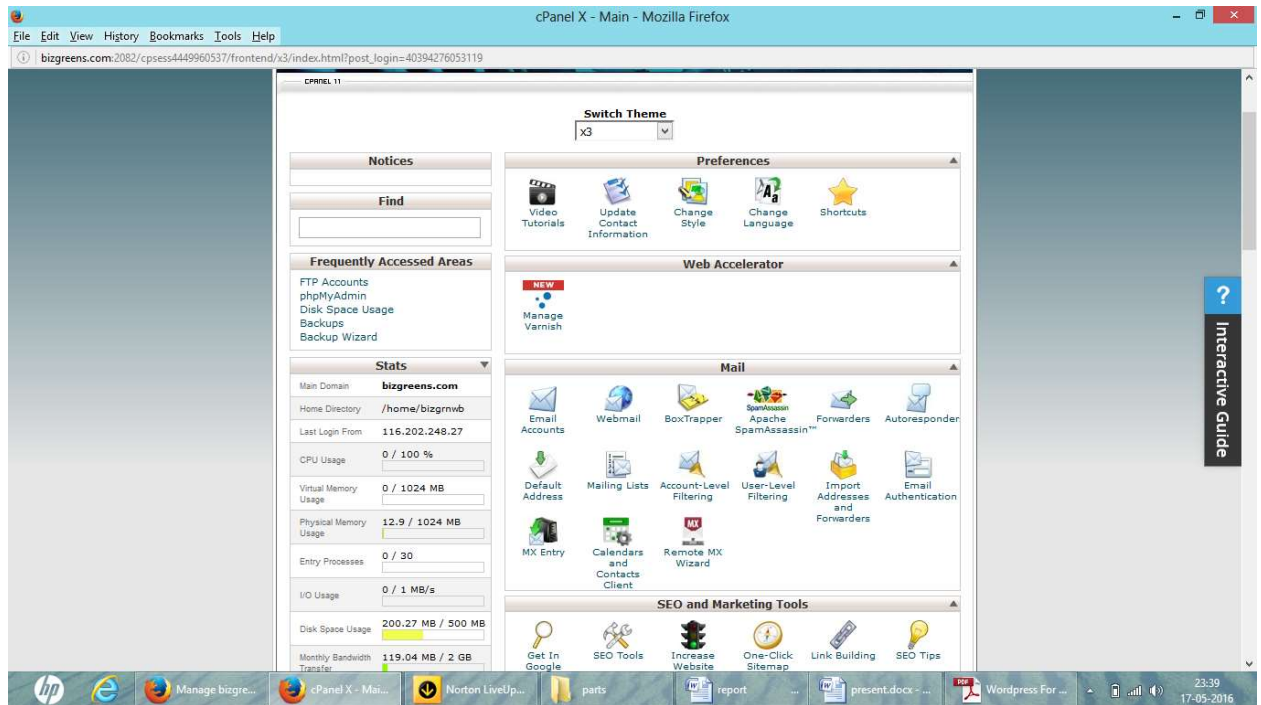 cPanel X - Main - Mozilla Firefox
File Edit View History Bookmarks Tools Help
bizgreens.com:2082/cpsess4449960537/frontend/x3/index.html?post_login=40394276053119
CPANEL 11
Switch Theme
x3
Notices
Find
Frequently Accessed Areas
FTP Accounts
phpMyAdmin
Disk Space Usage
Backups
Backup Wizard
Stats
Main Domain bizgreens.com
Home Directory /home/bizgrnwb
Last Login From 116.202.248.27
CPU Usage 0 / 100 %
Virtual Memory Usage 0 / 1024 MB
Physical Memory Usage 12.9 / 1024 MB
Entry Processes 0 / 30
I/O Usage 0 / 1 MB/s
Disk Space Usage 200.27 MB / 500 MB
Monthly Bandwidth Transfer 119.04 MB / 2 GB
Preferences
Video Tutorials
Update Contact Information
Change Style
Change Language
Shortcuts
Web Accelerator
NEW
Manage Varnish
Mail
Email Accounts
Webmail
BoxTrapper
SpamAssassin
Apache SpamAssassin™
Forwarders
Autoresponder
Default Address
Mailing Lists
Account-Level Filtering
User-Level Filtering
Import Addresses and Forwarders
Email Authentication
MX
MX Entry
Calendars and Contacts Client
Remote MX Wizard
SEO and Marketing Tools
Get In Google
SEO Tools
Increase Website
One-Click Sitemap
Link Building
SEO Tips
? Interactive Guide
hp
Manage bizgre...
cPanel X - Mai...
Norton LiveUp...
parts
report ...
present.docx - ...
PDF
Wordpress For ...
23:39
17-05-2016